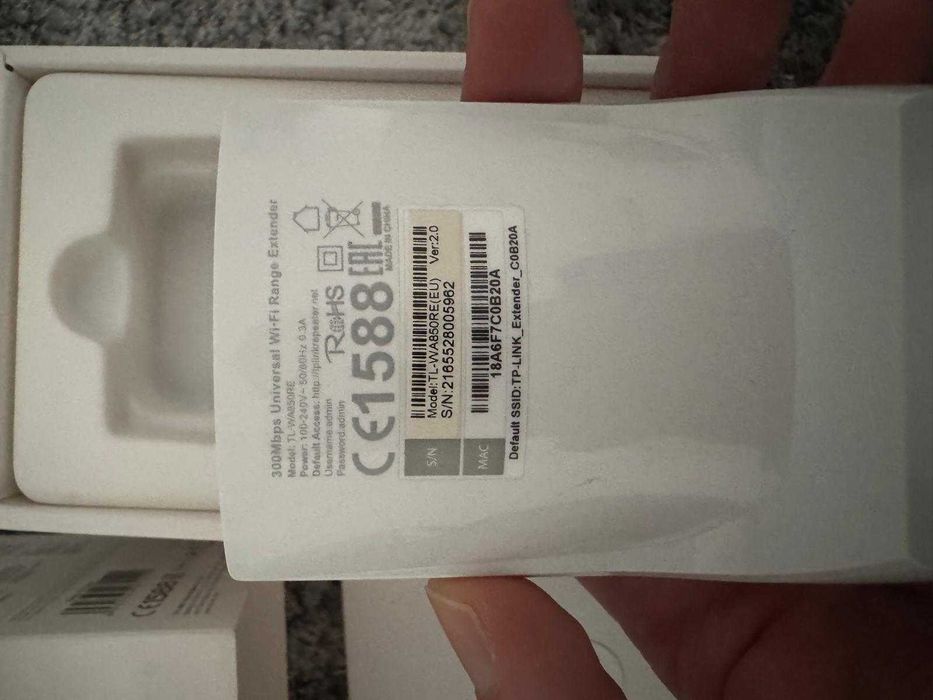 300Mbps Universal Wi-Fi Range Extender
Model: TL-WA850RE
Power: 100-240V~ 50/60Hz 0.3A
Default Access: http://tplinkrepeater.net
Username:admin
Password:admin
RoHS
CE1588 EAC
MADE IN CHINA
S/N
Model:TL-WA850RE(EU) Ver:2.0
S/N:2165528005962
MAC
18A6F7C0B20A
Default SSID:TP-LINK_Extender_C0B20A
CE1588